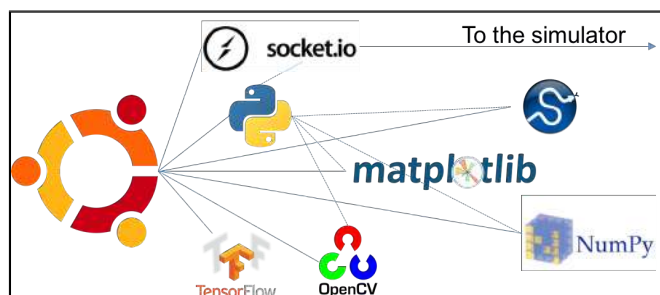 socket.io
To the simulator
matplotlib
NumPy
TensorFlow
OpenCV